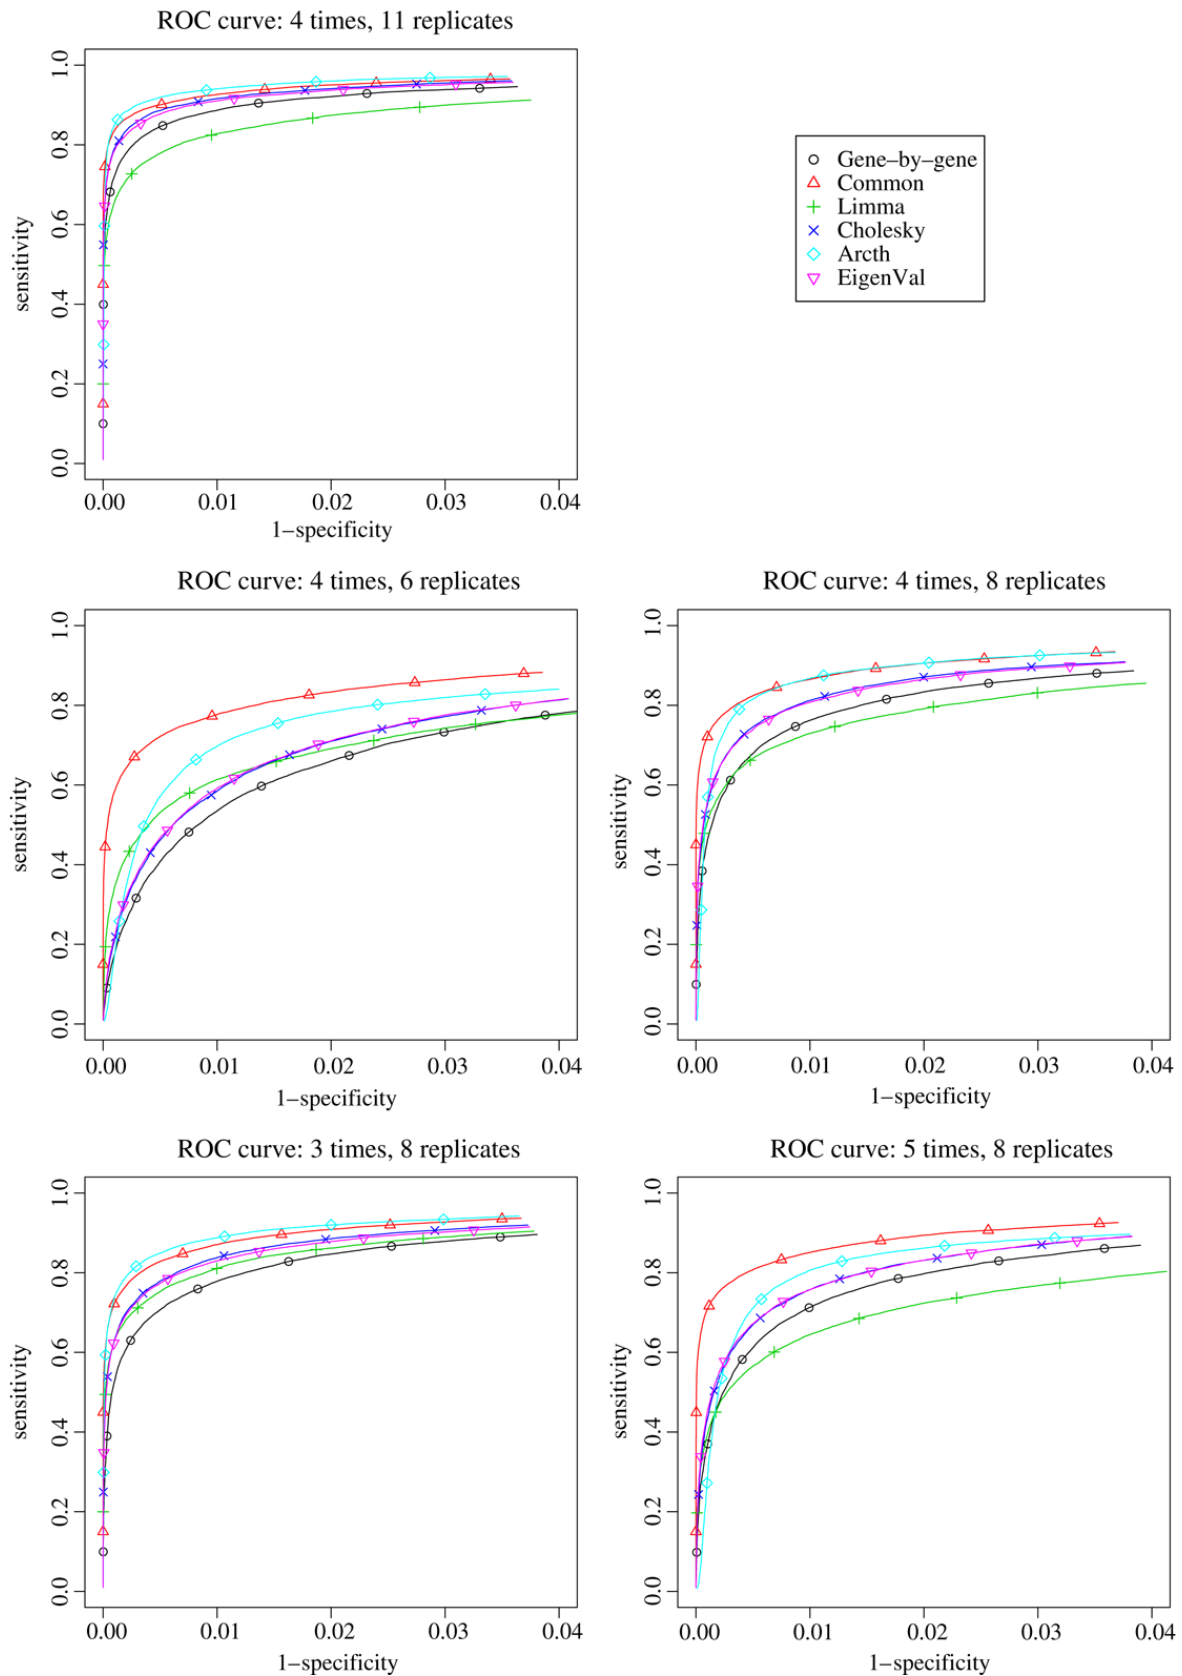 ROC curve: 4 times, 11 replicates
1.0
0.8
0.6
0.4
0.2
0.0
sensitivity
0.00 0.01 0.02 0.03 0.04
1−specificity
Gene−by−gene
Common
Limma
Cholesky
Arcth
EigenVal
ROC curve: 4 times, 6 replicates
1.0
0.8
0.6
0.4
0.2
0.0
sensitivity
0.00 0.01 0.02 0.03 0.04
1−specificity
ROC curve: 4 times, 8 replicates
1.0
0.8
0.6
0.4
0.2
0.0
sensitivity
0.00 0.01 0.02 0.03 0.04
1−specificity
ROC curve: 3 times, 8 replicates
1.0
0.8
0.6
0.4
0.2
0.0
sensitivity
0.00 0.01 0.02 0.03 0.04
1−specificity
ROC curve: 5 times, 8 replicates
1.0
0.8
0.6
0.4
0.2
0.0
sensitivity
0.00 0.01 0.02 0.03 0.04
1−specificity